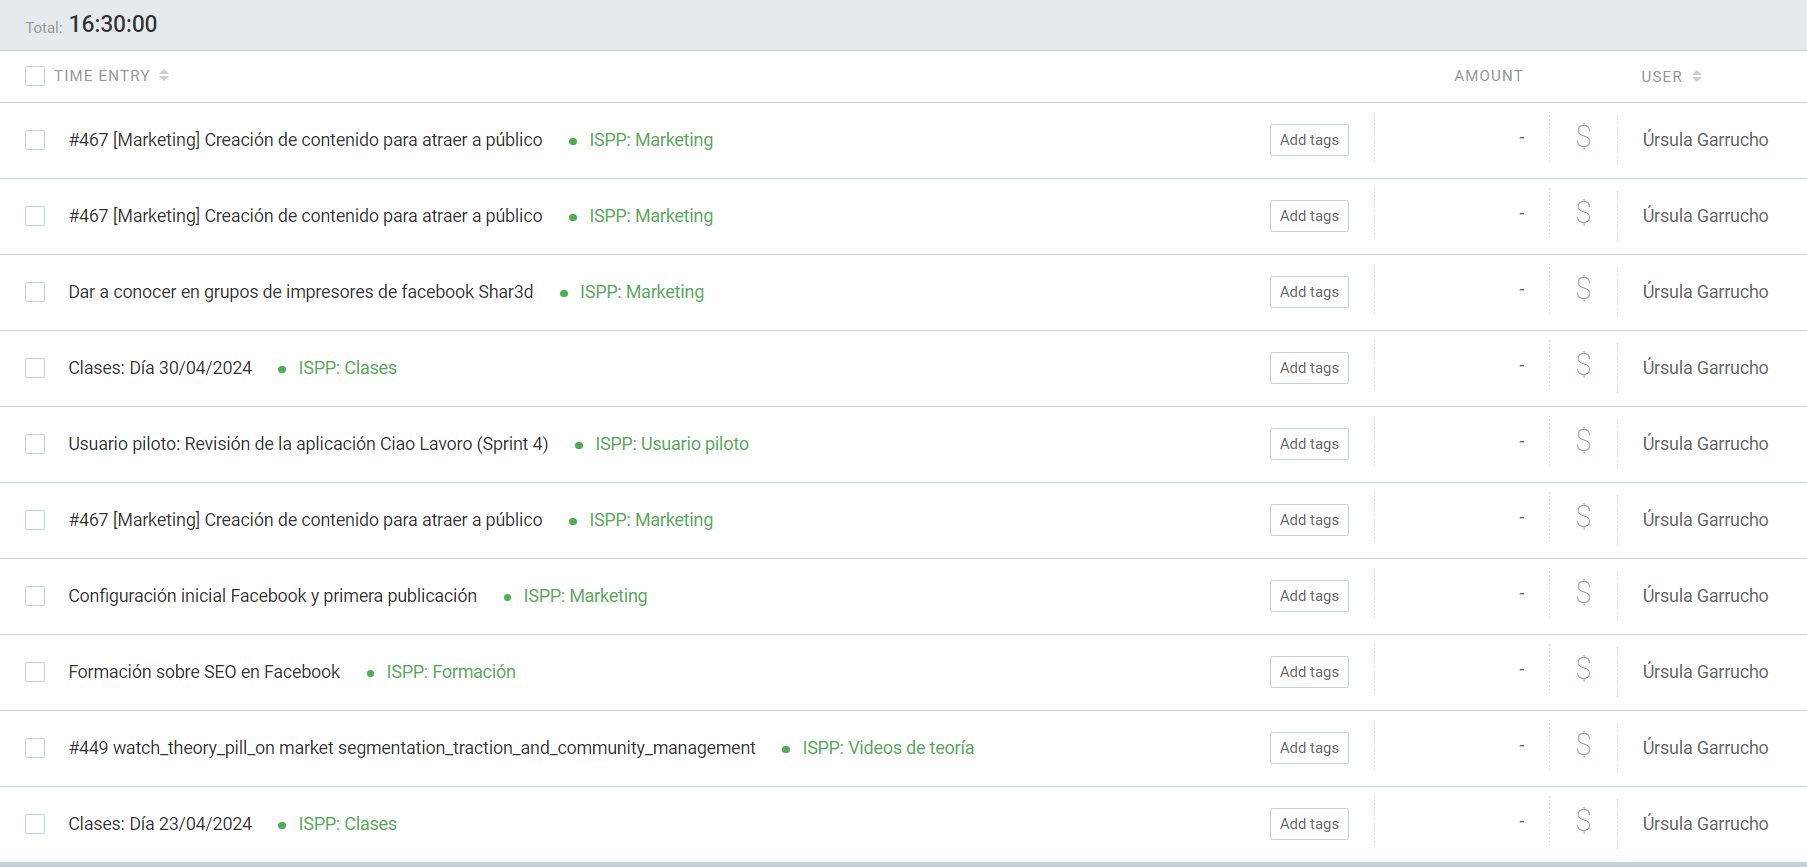 Total: 16:30:00
TIME ENTRY AMOUNT USER
#467 [Marketing] Creación de contenido para atraer a público • ISPP: Marketing Add tags - $ Úrsula Garrucho
#467 [Marketing] Creación de contenido para atraer a público • ISPP: Marketing Add tags - $ Úrsula Garrucho
Dar a conocer en grupos de impresores de facebook Shar3d • ISPP: Marketing Add tags - $ Úrsula Garrucho
Clases: Día 30/04/2024 • ISPP: Clases Add tags - $ Úrsula Garrucho
Usuario piloto: Revisión de la aplicación Ciao Lavoro (Sprint 4) • ISPP: Usuario piloto Add tags - $ Úrsula Garrucho
#467 [Marketing] Creación de contenido para atraer a público • ISPP: Marketing Add tags - $ Úrsula Garrucho
Configuración inicial Facebook y primera publicación • ISPP: Marketing Add tags - $ Úrsula Garrucho
Formación sobre SEO en Facebook • ISPP: Formación Add tags - $ Úrsula Garrucho
#449 watch_theory_pill_on market segmentation_traction_and_community_management • ISPP: Videos de teoría Add tags - $ Úrsula Garrucho
Clases: Día 23/04/2024 • ISPP: Clases Add tags - $ Úrsula Garrucho